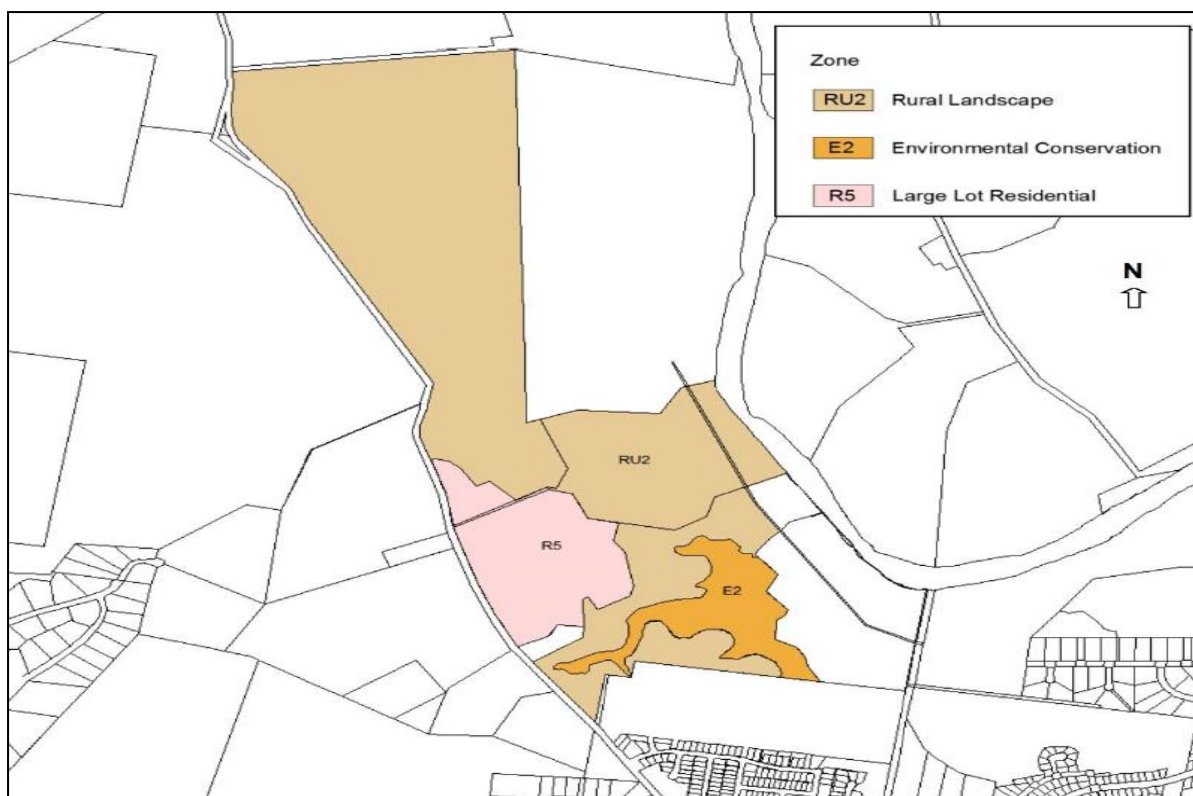 Zone
RU2 Rural Landscape
E2 Environmental Conservation
R5 Large Lot Residential
N
RU2
R5
E2